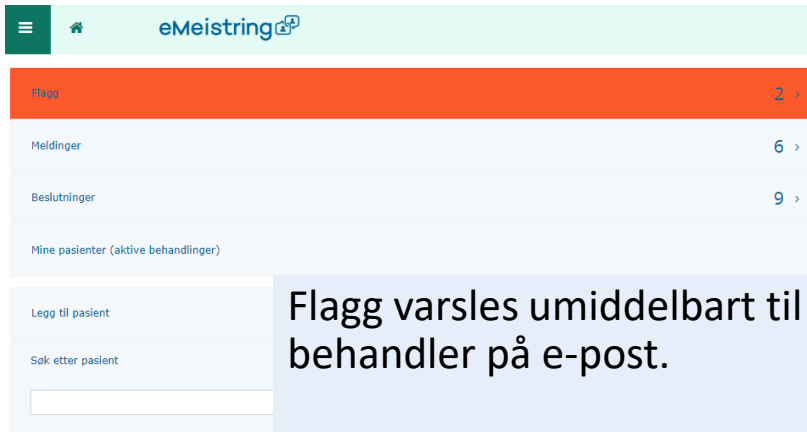 eMeistring
Flagg 2
Meldinger 6
Beslutninger 9
Mine pasienter (aktive behandlinger)
Legg til pasient
Søk etter pasient
Flagg varsles umiddelbart til
behandler på e-post.